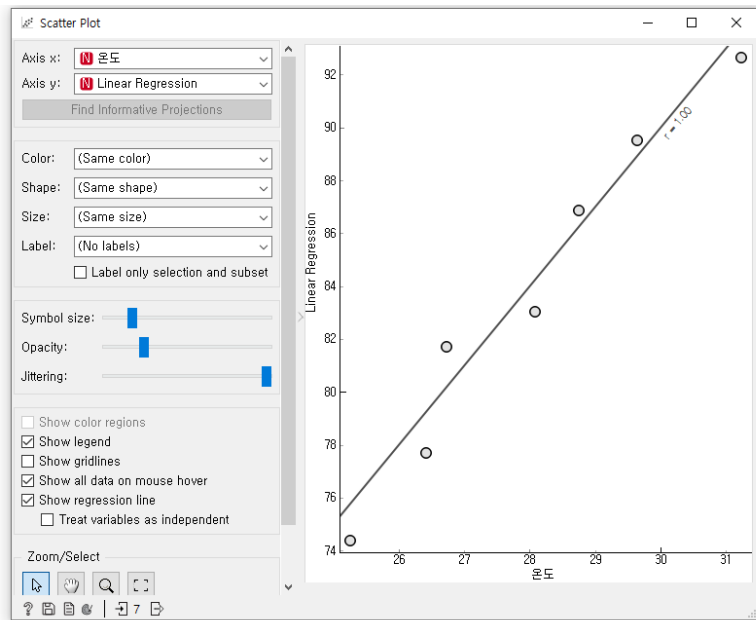 Scatter Plot
Axis x: N 온도
Axis y: N Linear Regression
Find Informative Projections
Color: (Same color)
Shape: (Same shape)
Size: (Same size)
Label: (No labels)
Label only selection and subset
Symbol size:
Opacity:
Jittering:
Show color regions
Show legend
Show gridlines
Show all data on mouse hover
Show regression line
Treat variables as independent
Zoom/Select
? 7
92
90
88
86
84
82
80
78
76
74
Linear Regression
r = 1.00
26 27 28 29 30 31
온도